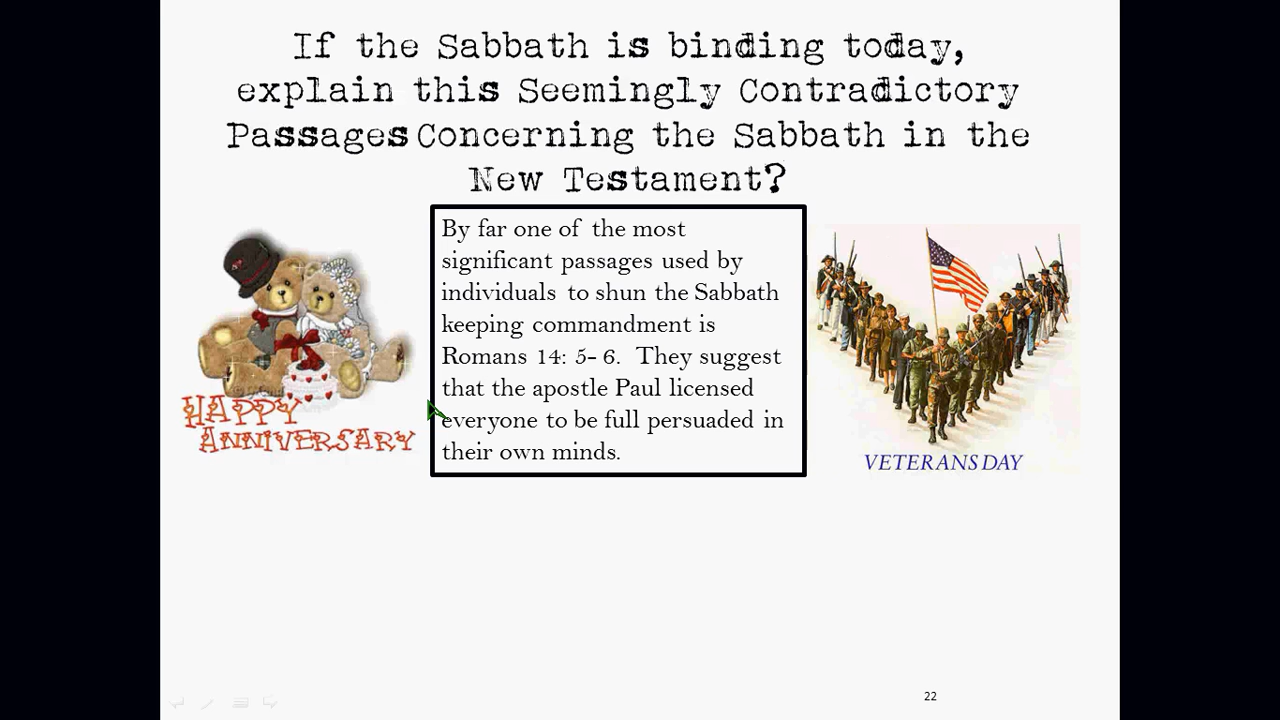 If the Sabbath is binding today,
explain this Seemingly Contradictory
Passages Concerning the Sabbath in the
New Testament?
By far one of the most
significant passages used by
individuals to shun the Sabbath
keeping commandment is
Romans 14: 5- 6. They suggest
that the apostle Paul licensed
everyone to be full persuaded in
their own minds.
HAPPY
ANNIVERSARY
VETERANS DAY
22